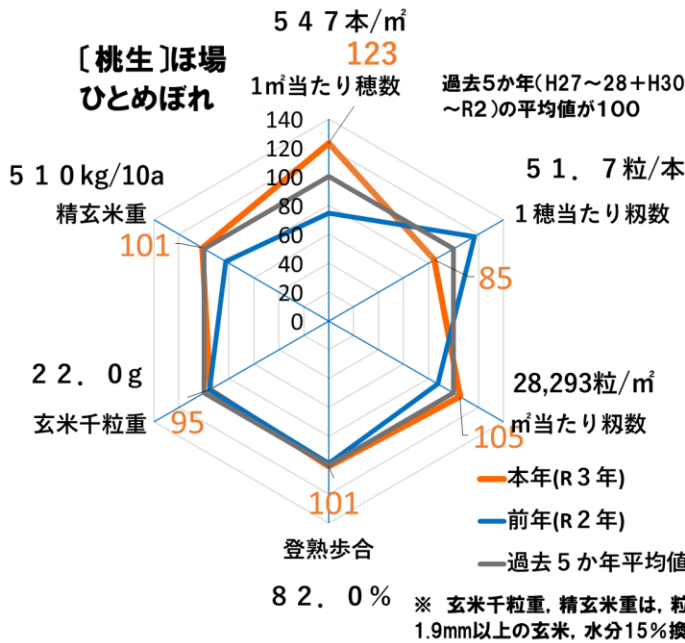 ５４７本/㎡
123
〔桃生〕ほ場
ひとめぼれ
1㎡当たり穂数
過去5か年(H27～28＋H30
～R2)の平均値が100
140
120
100
80
60
40
20
0
５１．７粒/本
1穂当たり籾数
85
28,293粒/㎡
㎡当たり籾数
105
８２．０%
登熟歩合
101
２２．０g
玄米千粒重
95
５１０kg/10a
精玄米重
101
本年(R３年)
前年(R２年)
過去５か年平均値
※ 玄米千粒重，精玄米重は，粒
1.9mm以上の玄米，水分15%換